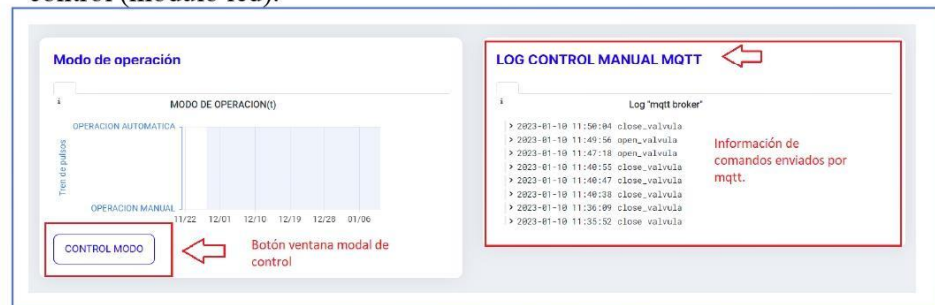 control (módulo lcd).
Modo de operación
i
MODO DE OPERACION(t)
OPERACION AUTOMATICA
Tren de pulsos
OPERACION MANUAL
11/22 12/01 12/10 12/19 12/28 01/06
CONTROL MODO
Botón ventana modal de
control
LOG CONTROL MANUAL MQTT
i
Log "mqtt broker"
> 2023-01-10 11:50:04 close_valvula
> 2023-01-10 11:49:56 open_valvula
> 2023-01-10 11:47:18 open_valvula
> 2023-01-10 11:40:55 close_valvula
> 2023-01-10 11:40:47 close_valvula
> 2023-01-10 11:40:38 close_valvula
> 2023-01-10 11:36:09 close_valvula
> 2023-01-10 11:35:52 close valvula
Información de
comandos enviados por
mqtt.